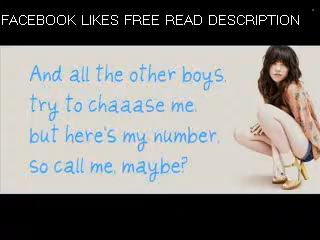 FACEBOOK LIKES FREE READ DESCRIPTION
And all the other boys,
try to chaaase me,
but here's my number,
so call me, maybe?